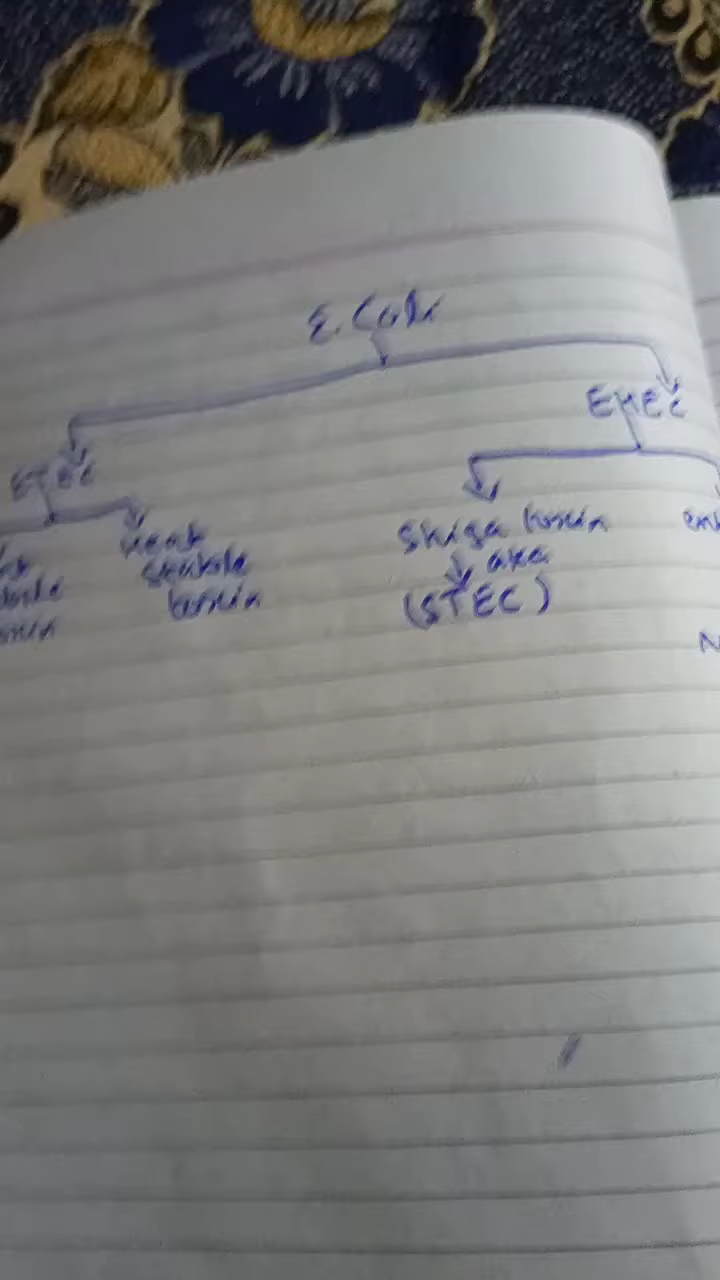 E. Coli
EHEC
ETEC
Heat
stable
toxin
Shiga toxin
aka
(STEC)